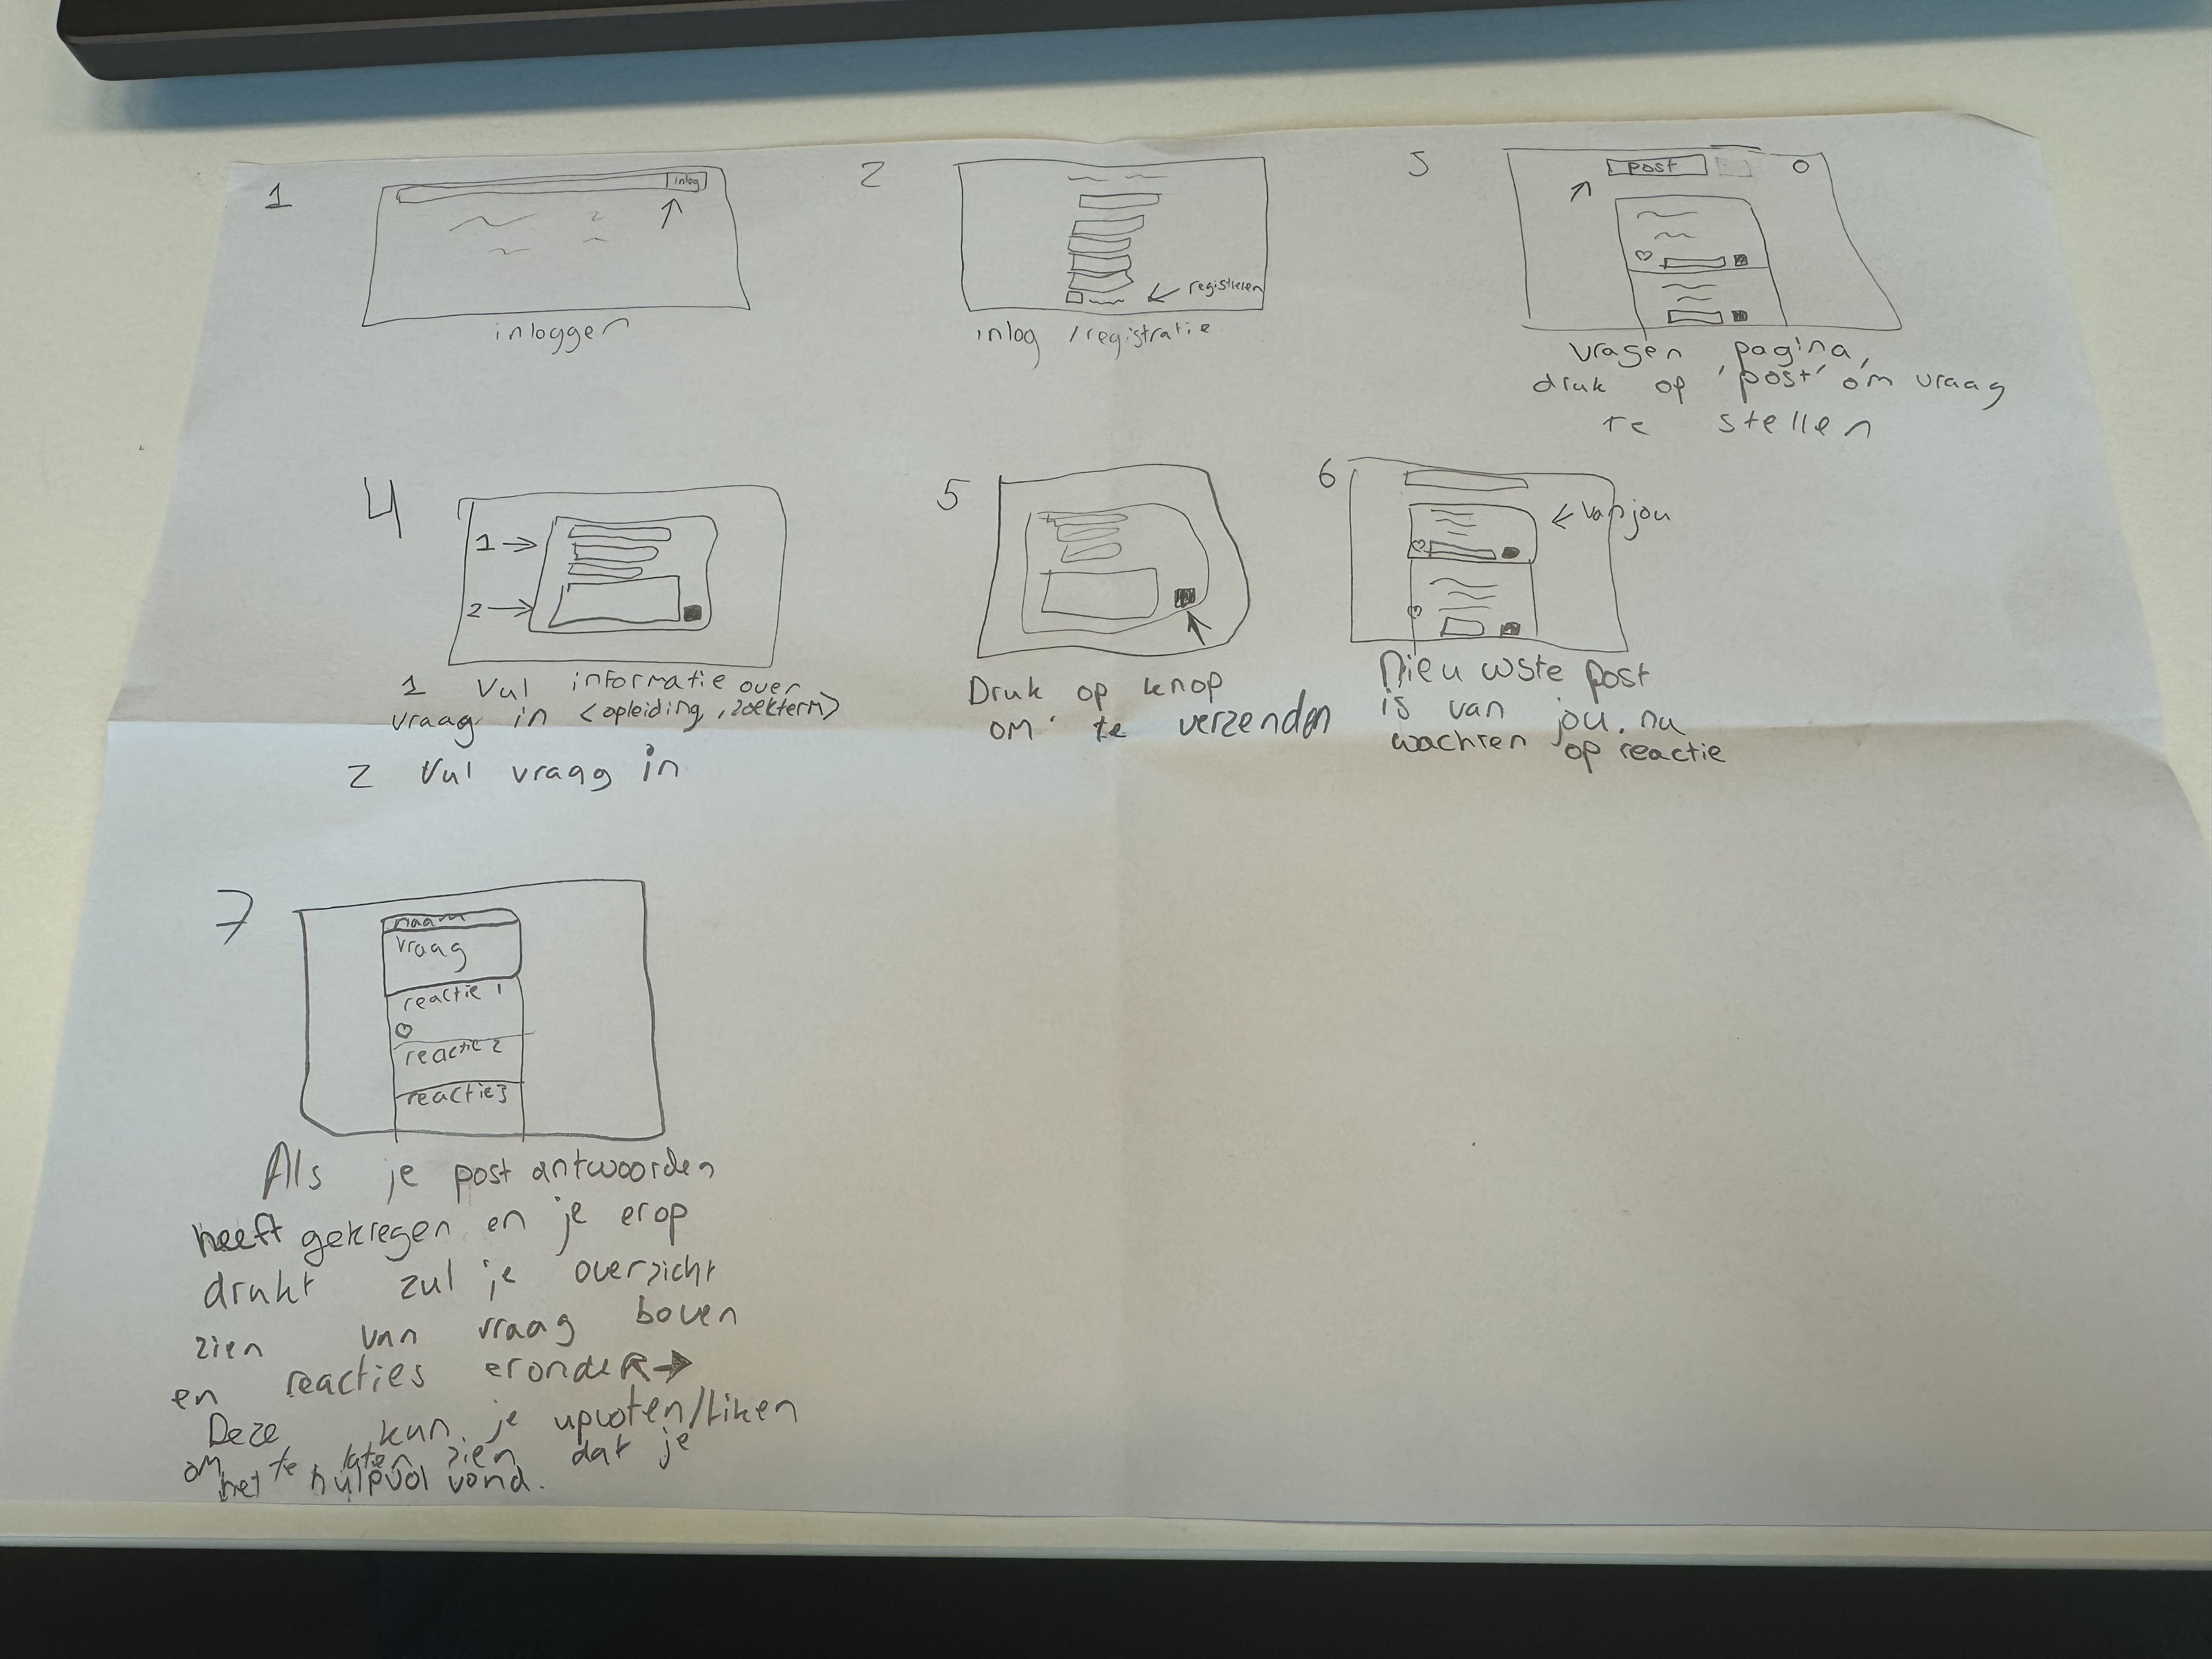 1
inlog
inloggen
2
registreren
inlog / registratie
3
post
vragen pagina,
druk op 'post' om vraag
te stellen
4
1
2
1 Vul informatie over
vraag in <opleiding, zoekterm>
2 Vul vraag in
5
Druk op knop
om te verzenden
6
van jou
Nieuwste post
is van jou. nu
wachten op reactie
7
naam
vraag
reactie 1
reactie 2
reactie3
Als je post antwoorden
heeft gekregen en je erop
drukt zul je overzicht
zien van vraag boven
en reacties eronder
Deze kun je upvoten/liken
om te laten zien dat je
het hulpvol vond.